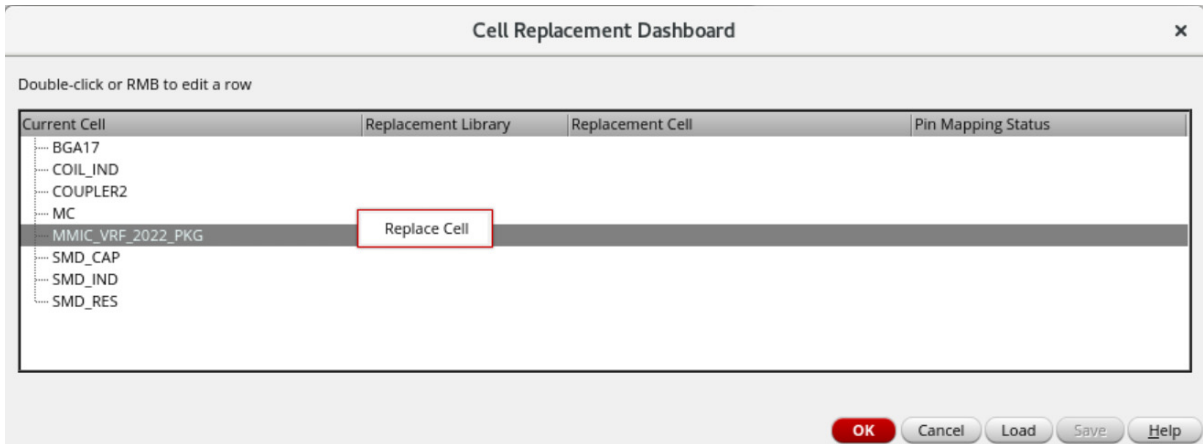 Cell Replacement Dashboard
×
Double-click or RMB to edit a row
Current Cell Replacement Library Replacement Cell Pin Mapping Status
BGA17
COIL_IND
COUPLER2
MC
Replace Cell
MMIC_VRF_2022_PKG
SMD_CAP
SMD_IND
SMD_RES
OK Cancel Load Save Help